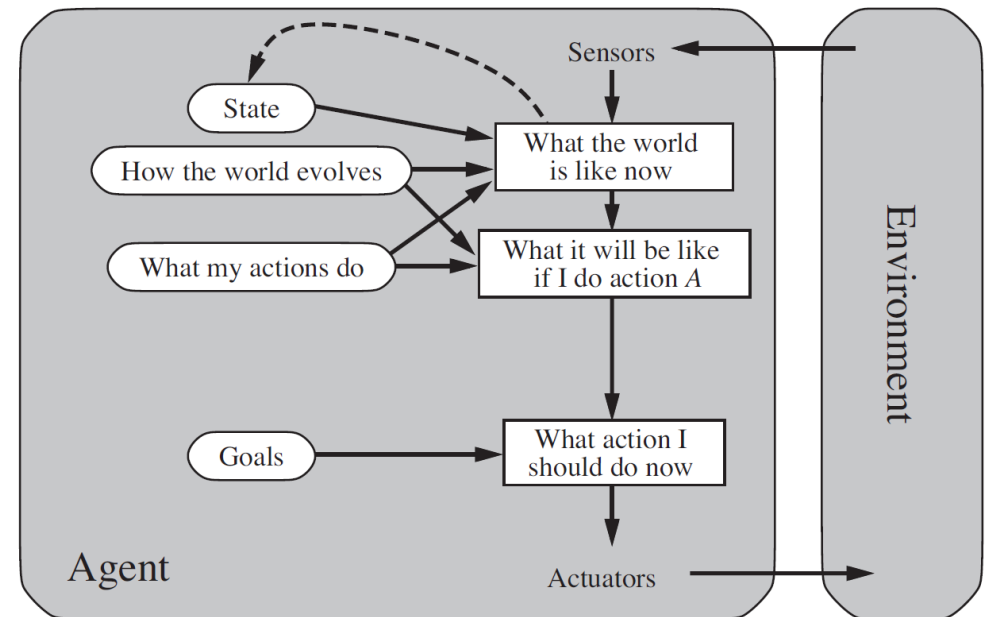 Sensors
State
What the world
is like now
How the world evolves
What it will be like
if I do action A
What my actions do
Environment
What action I
should do now
Goals
Agent
Actuators